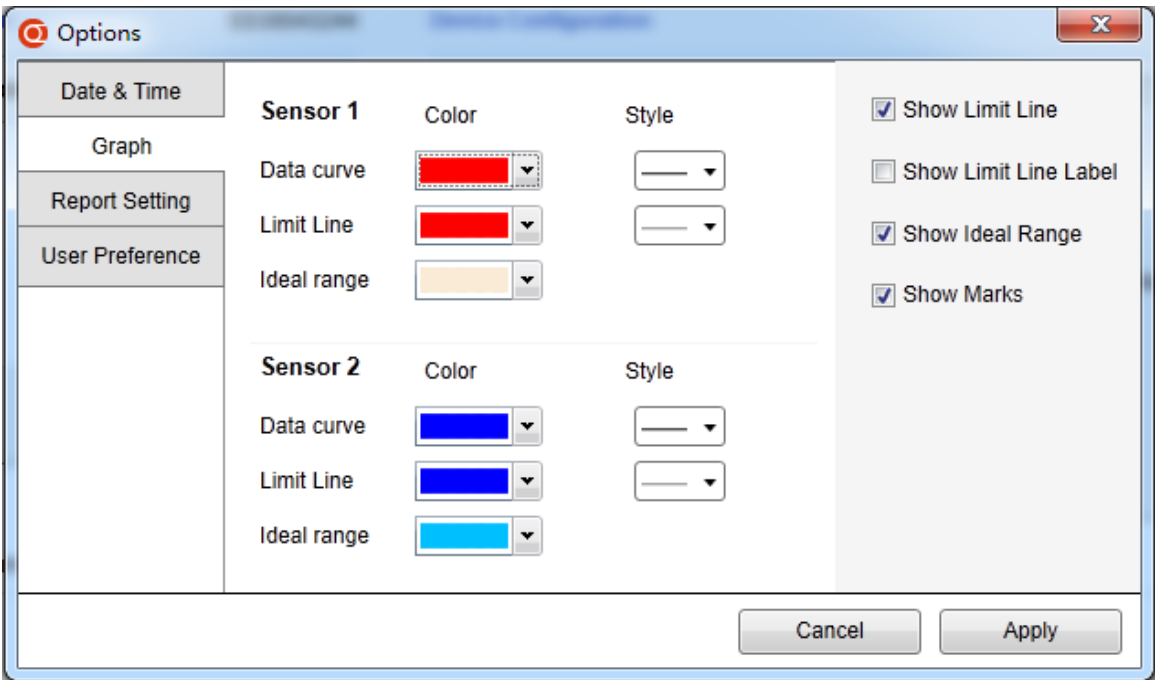 Options
Date & Time
Graph
Report Setting
User Preference
Sensor 1 Color Style
Data curve
Limit Line
Ideal range
Sensor 2 Color Style
Data curve
Limit Line
Ideal range
Show Limit Line
Show Limit Line Label
Show Ideal Range
Show Marks
Cancel Apply